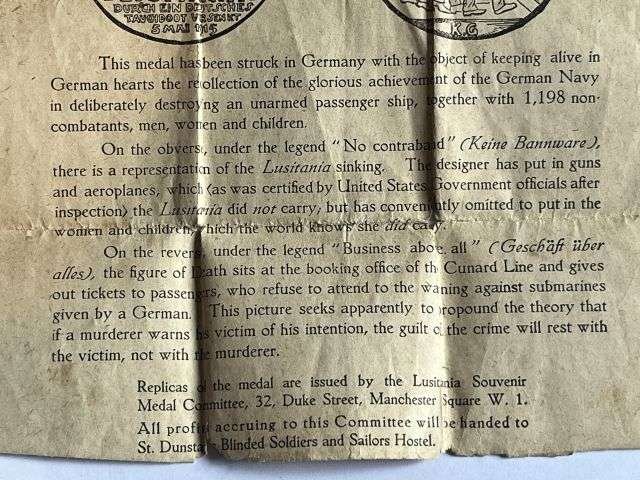 DURCH EIN DEUTSCHES
TAUCHBOOT VERSENKT
5 MAI 1915
K.G
This medal has been struck in Germany with the object of keeping alive in
German hearts the recollection of the glorious achievement of the German Navy
in deliberately destroying an unarmed passenger ship, together with 1,198 non-
combatants, men, women and children.
On the obverse, under the legend "No contraband" (Keine Bannware),
there is a representation of the Lusitania sinking. The designer has put in guns
and aeroplanes, which (as was certified by United States Government officials after
inspection) the Lusitania did not carry; but has conveniently omitted to put in the
women and children, which the world knows she did carry.
On the reverse, under the legend "Business above all" (Geschäft über
alles), the figure of Death sits at the booking office of the Cunard Line and gives
out tickets to passengers, who refuse to attend to the warning against submarines
given by a German. This picture seeks apparently to propound the theory that
if a murderer warns his victim of his intention, the guilt of the crime will rest with
the victim, not with the murderer.
Replicas of the medal are issued by the Lusitania Souvenir
Medal Committee, 32, Duke Street, Manchester Square W. 1.
All profits accruing to this Committee will be handed to
St. Dunstan's Blinded Soldiers and Sailors Hostel.